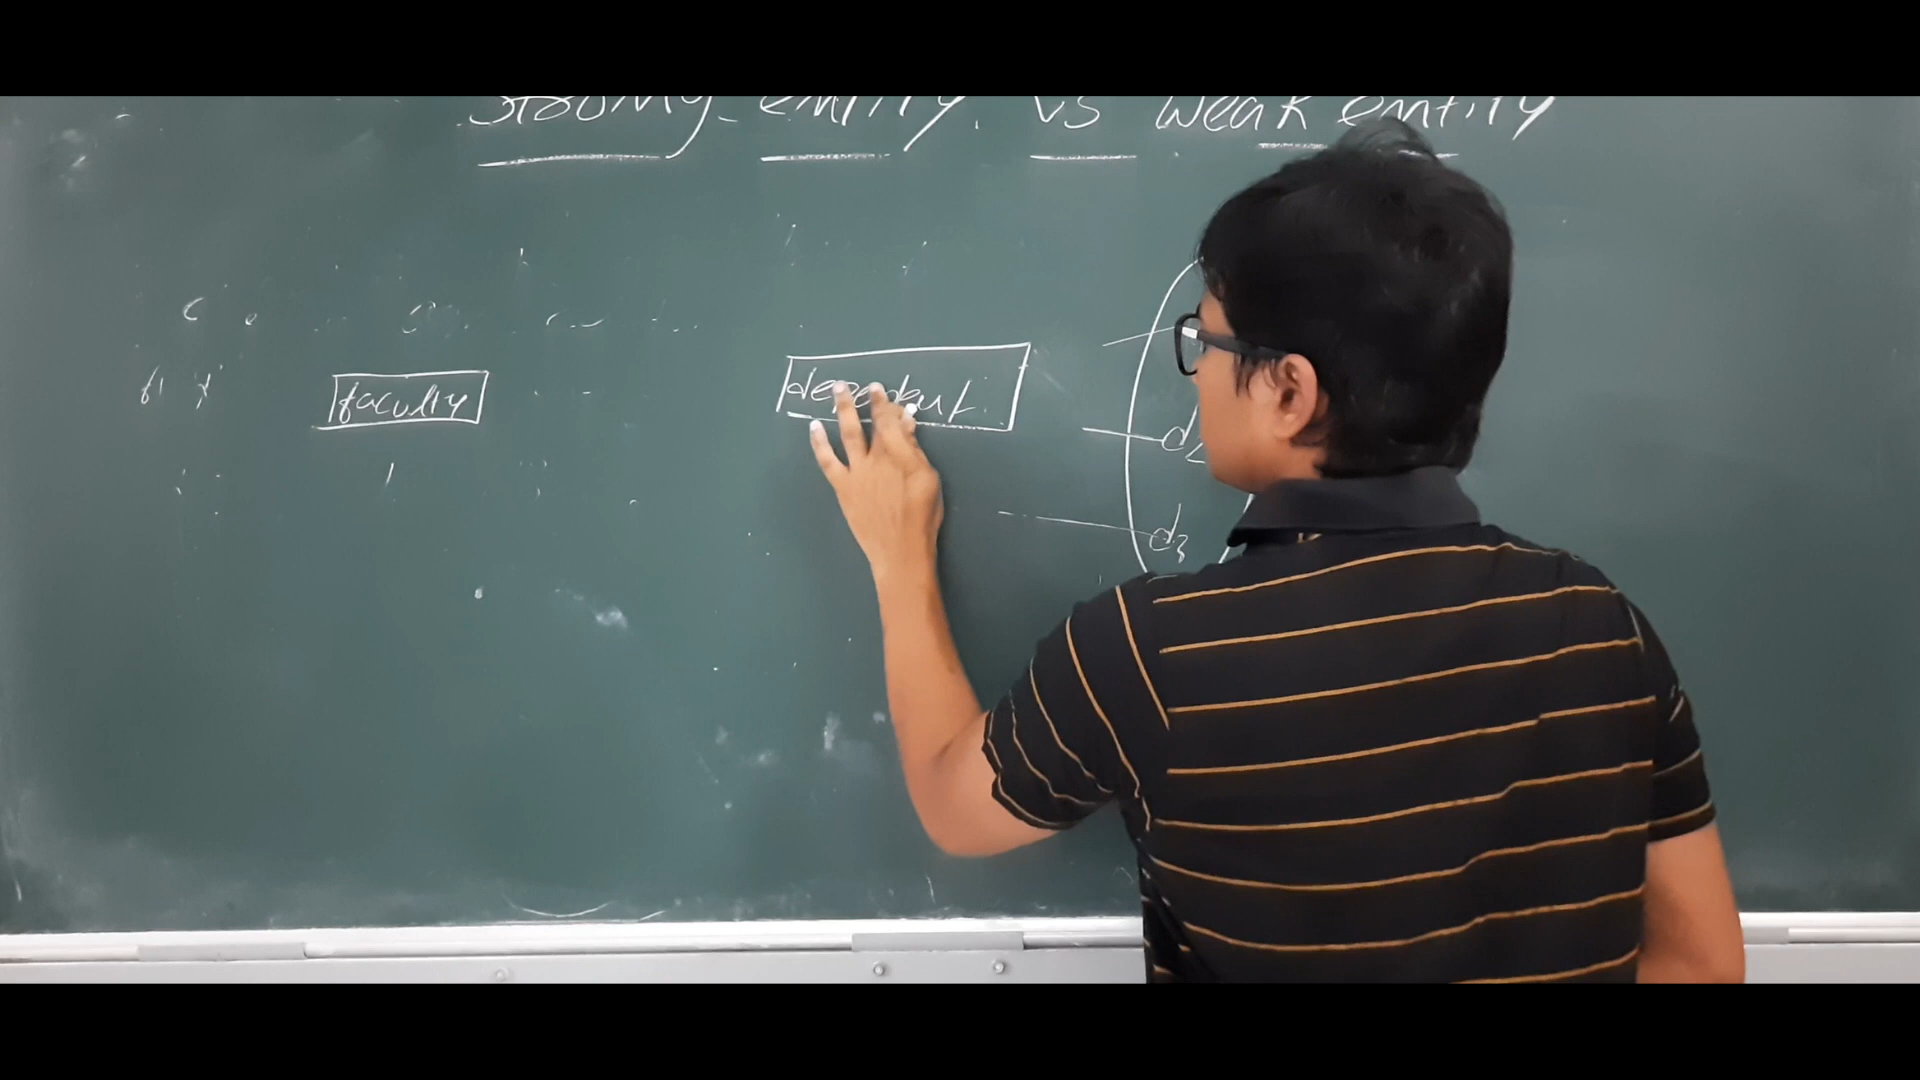 strong entity vs weak entity
faculty
dependent
d2
d3